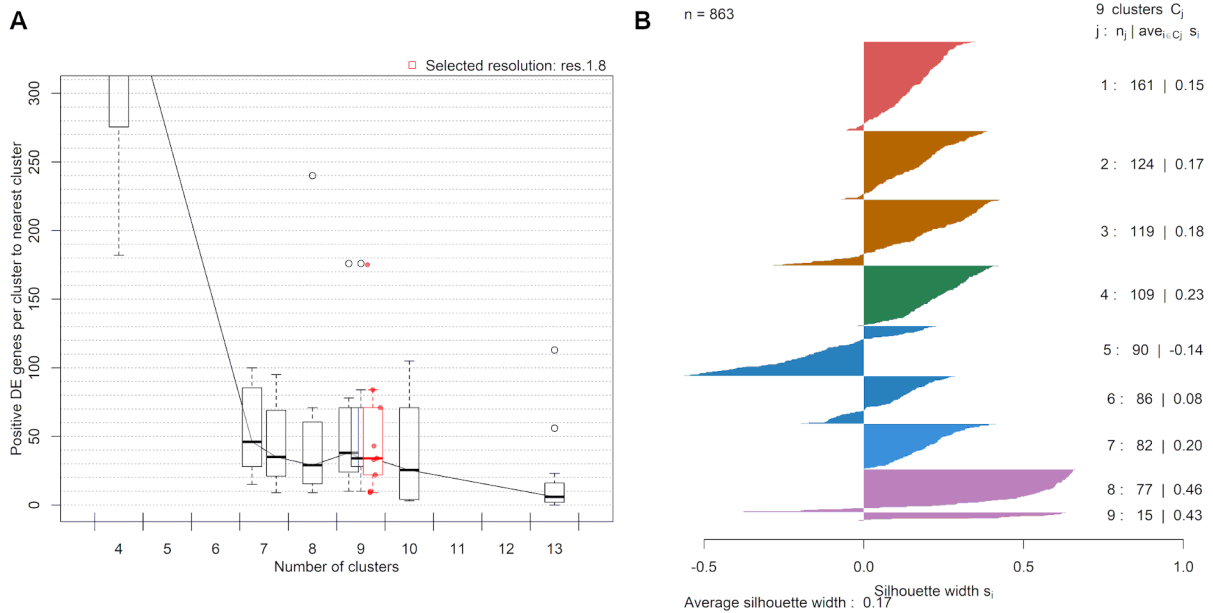 A
Selected resolution: res.1.8
Positive DE genes per cluster to nearest cluster
300
250
200
150
100
50
0
4 5 6 7 8 9 10 11 12 13
Number of clusters
B
n = 863
9 clusters Cj
j : nj | avei∈Cj si
1 : 161 | 0.15
2 : 124 | 0.17
3 : 119 | 0.18
4 : 109 | 0.23
5 : 90 | -0.14
6 : 86 | 0.08
7 : 82 | 0.20
8 : 77 | 0.46
9 : 15 | 0.43
-0.5 0.0 0.5 1.0
Silhouette width si
Average silhouette width : 0.17